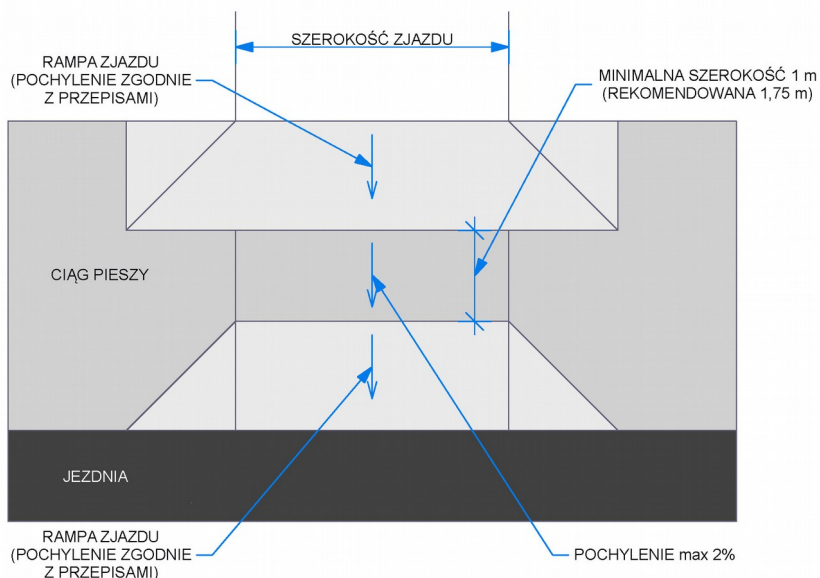 SZEROKOŚĆ ZJAZDU
RAMPA ZJAZDU
(POCHYLENIE ZGODNIE
Z PRZEPISAMI)
MINIMALNA SZEROKOŚĆ 1 m
(REKOMENDOWANA 1,75 m)
CIĄG PIESZY
JEZDNIA
RAMPA ZJAZDU
(POCHYLENIE ZGODNIE
Z PRZEPISAMI)
POCHYLENIE max 2%